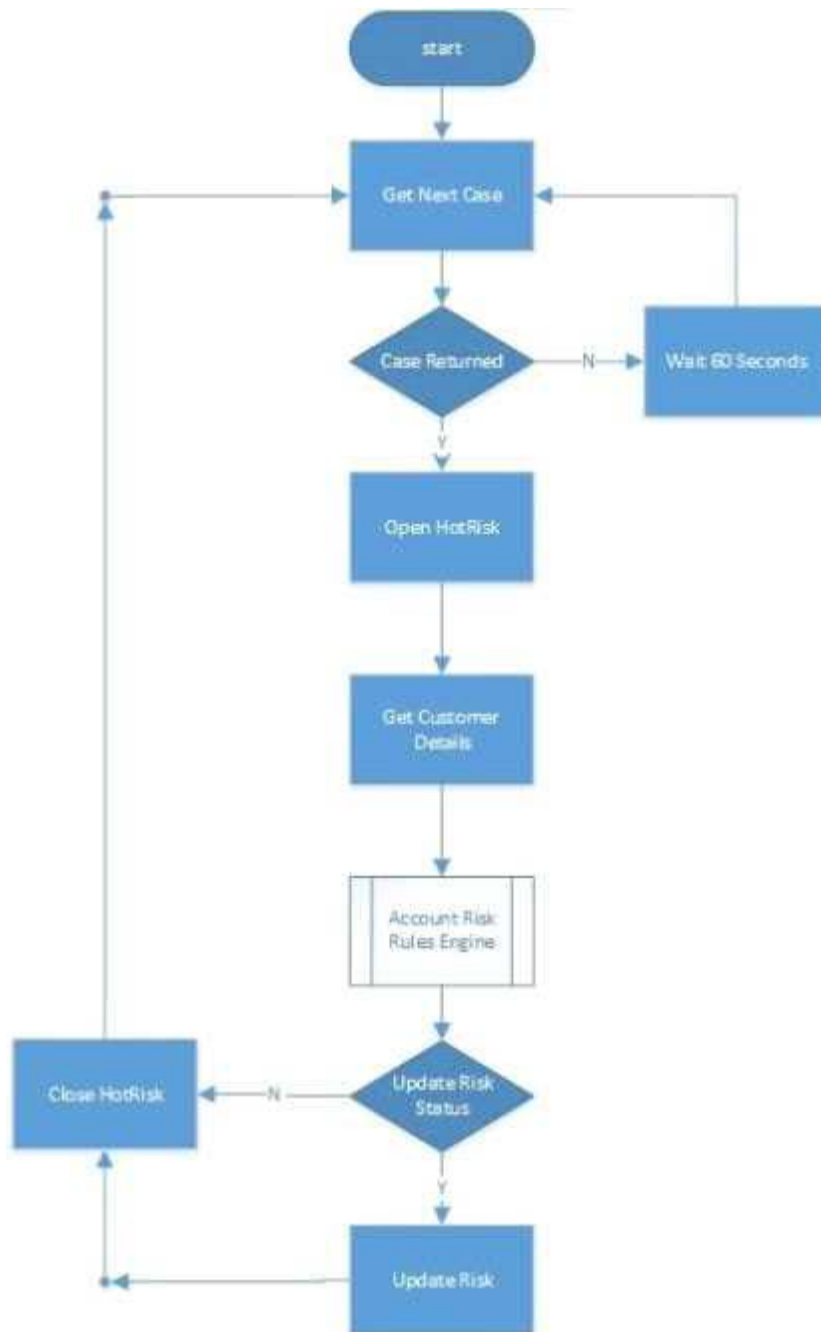 start
Get Next Case
Case Returned
N
Wait 60 Seconds
Y
Open HotRisk
Get Customer
Details
Account Risk
Rules Engine
Update Risk
Status
N
Close HotRisk
Y
Update Risk